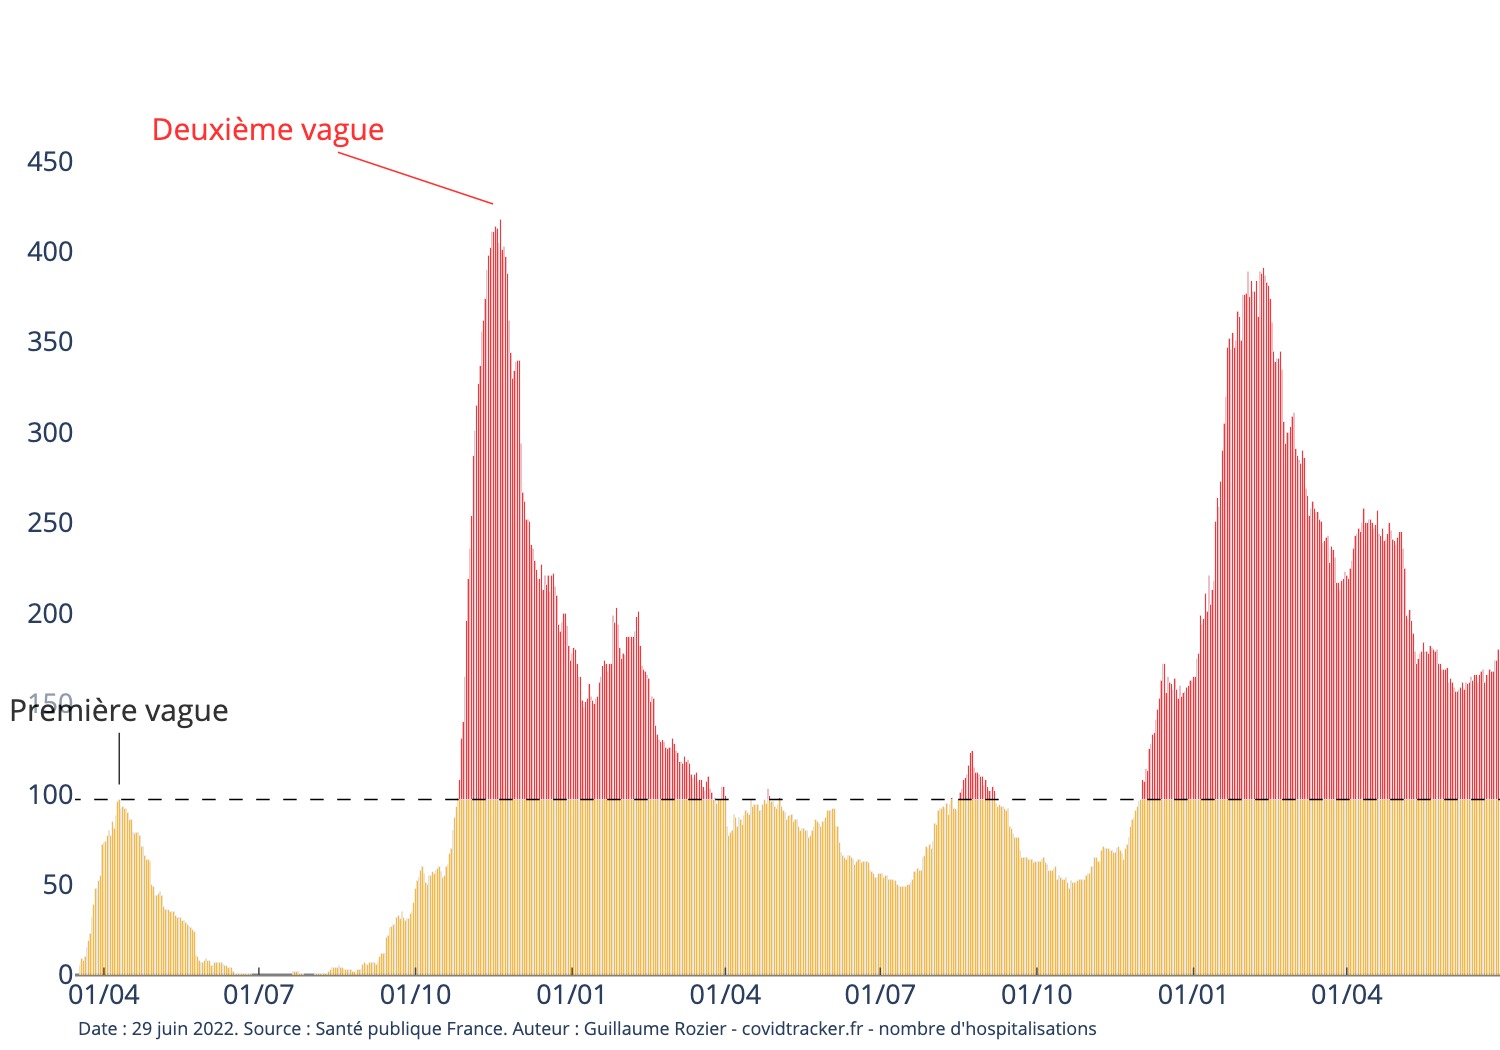 Deuxième vague
450
400
350
300
250
200
150
Première vague
100
50
0
01/04 01/07 01/10 01/01 01/04 01/07 01/10 01/01 01/04
Date : 29 juin 2022. Source : Santé publique France. Auteur : Guillaume Rozier - covidtracker.fr - nombre d'hospitalisations